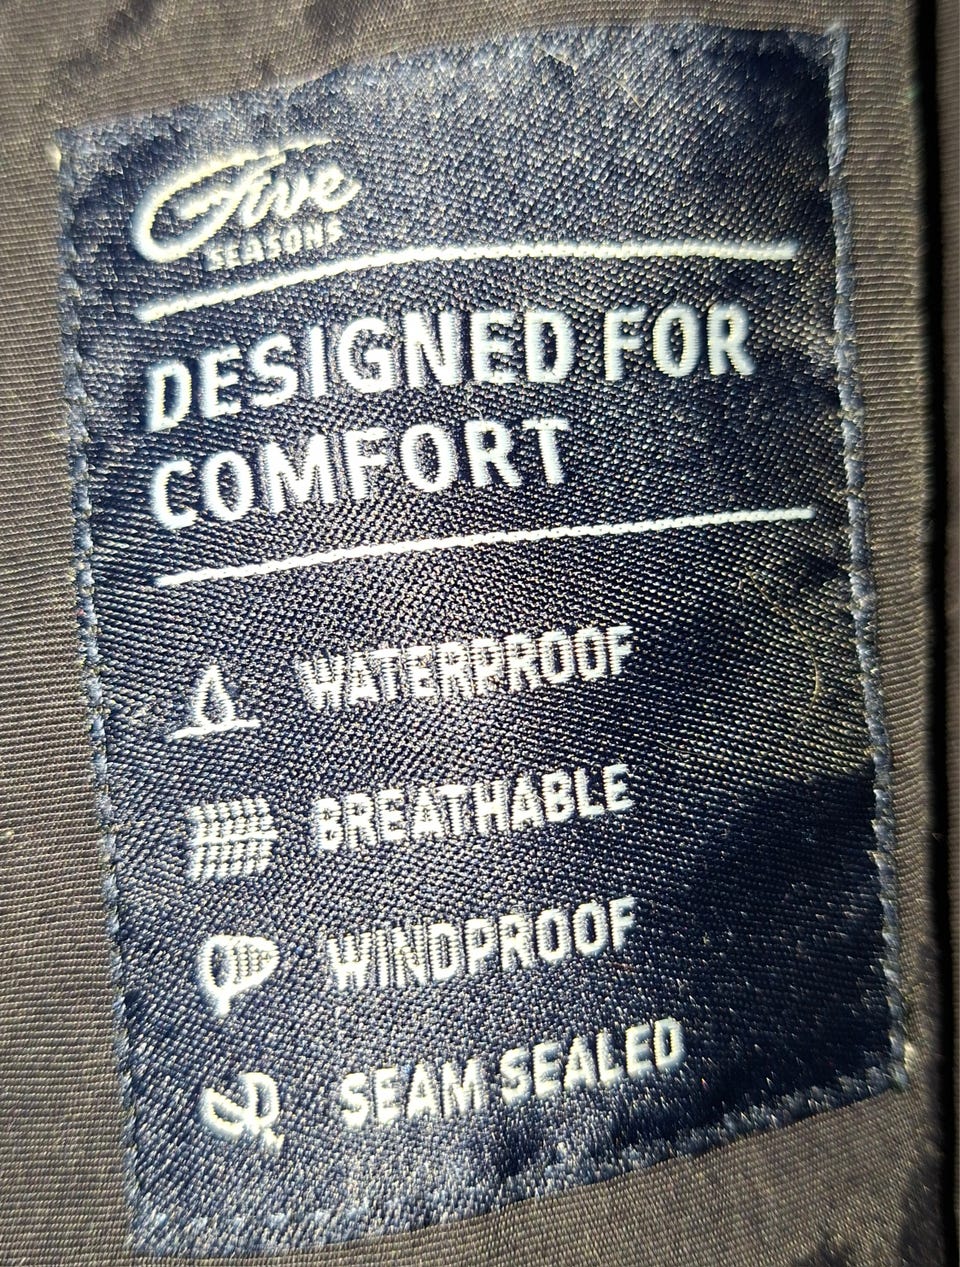 Five
SEASONS
DESIGNED FOR
COMFORT
WATERPROOF
BREATHABLE
WINDPROOF
SEAM SEALED